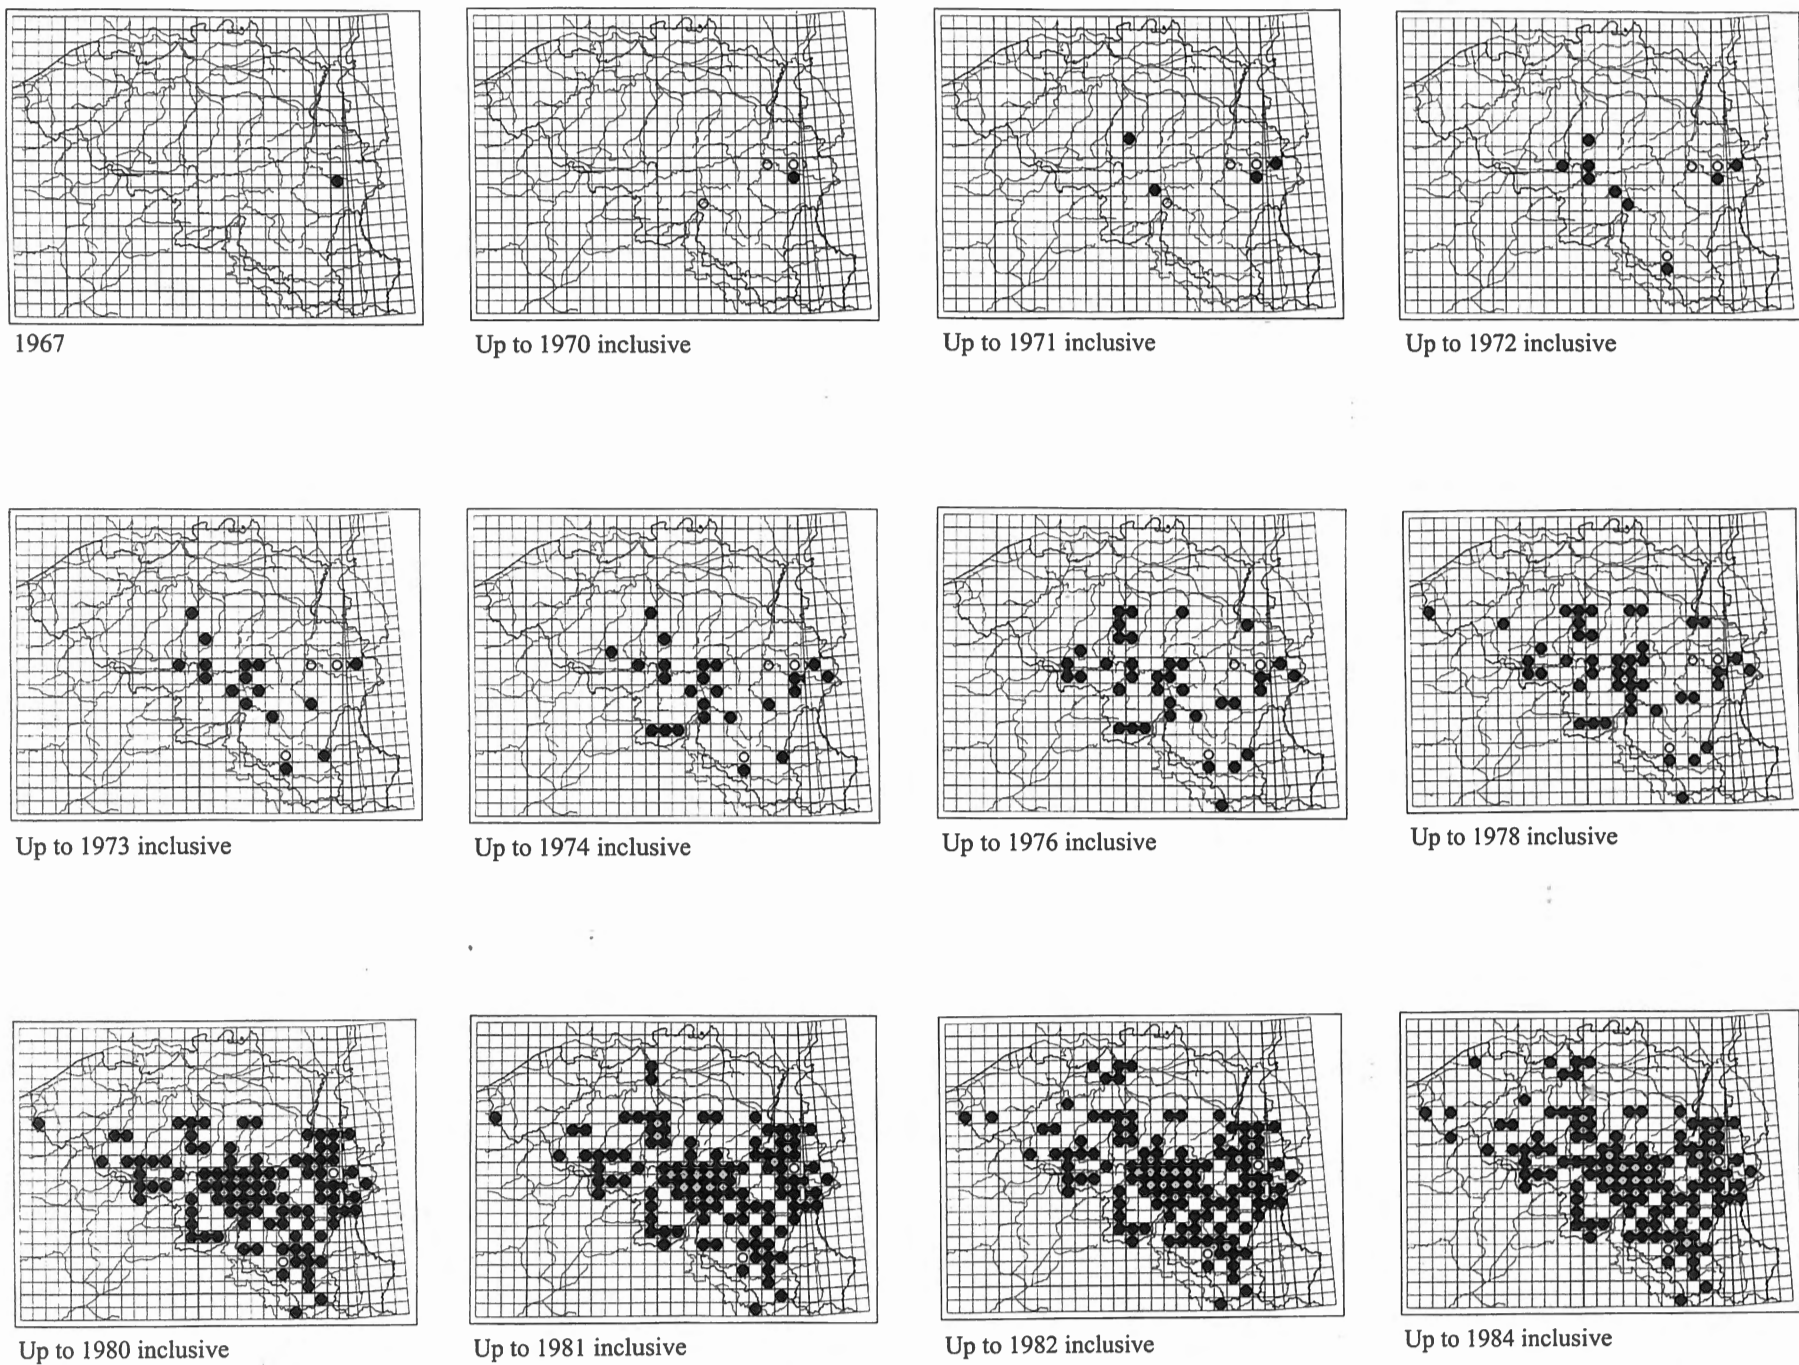 1967
Up to 1970 inclusive
Up to 1971 inclusive
Up to 1972 inclusive
Up to 1973 inclusive
Up to 1974 inclusive
Up to 1976 inclusive
Up to 1978 inclusive
Up to 1980 inclusive
Up to 1981 inclusive
Up to 1982 inclusive
Up to 1984 inclusive